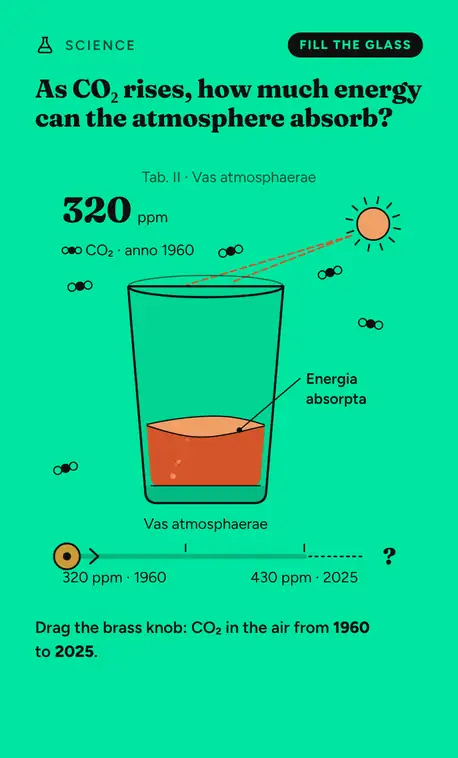 SCIENCE
FILL THE GLASS
As CO₂ rises, how much energy
can the atmosphere absorb?
Tab. II · Vas atmosphaerae
320 ppm
CO₂ · anno 1960
Energia
absorpta
Vas atmosphaerae
?
320 ppm · 1960
430 ppm · 2025
Drag the brass knob: CO₂ in the air from 1960
to 2025.